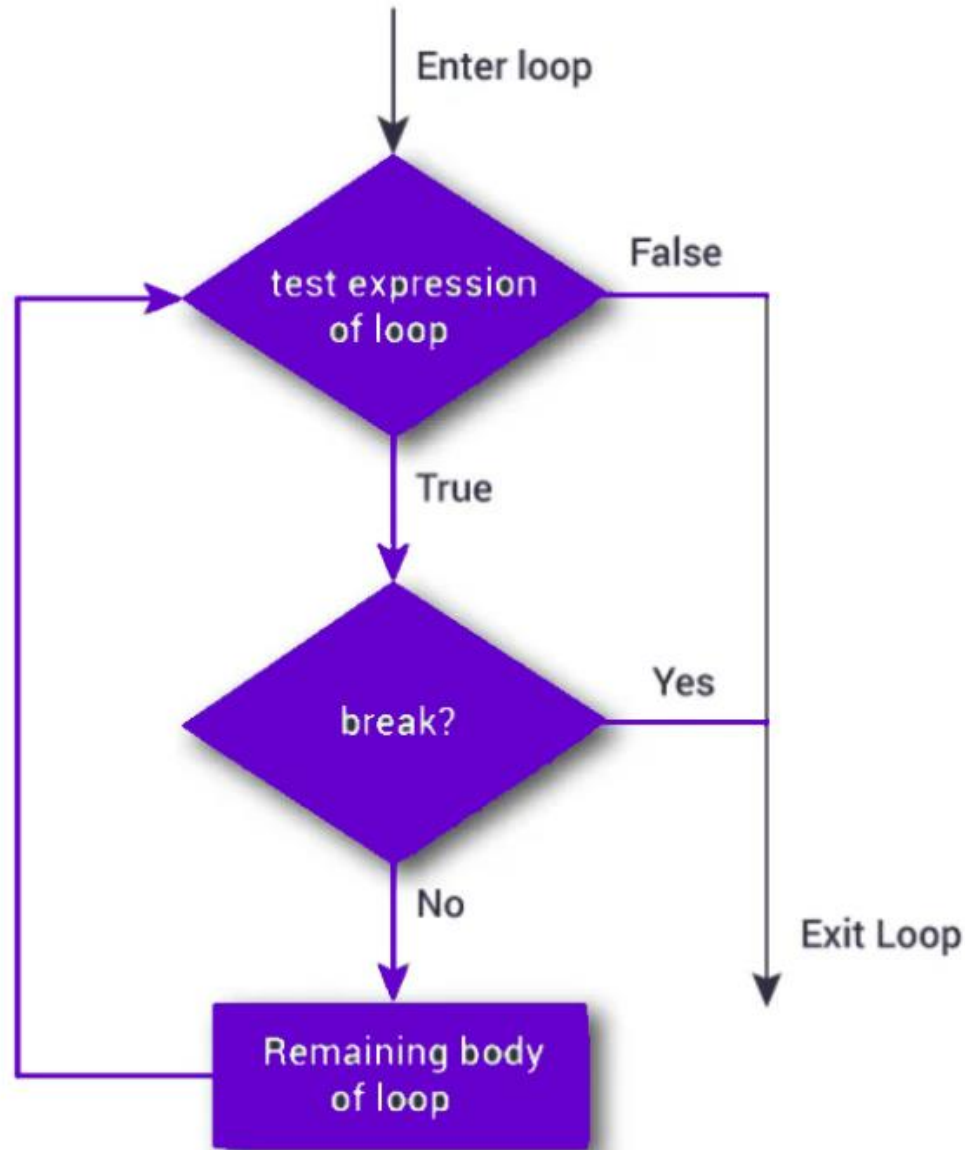 Enter loop
False
test expression
of loop
True
Yes
break?
No
Exit Loop
Remaining body
of loop